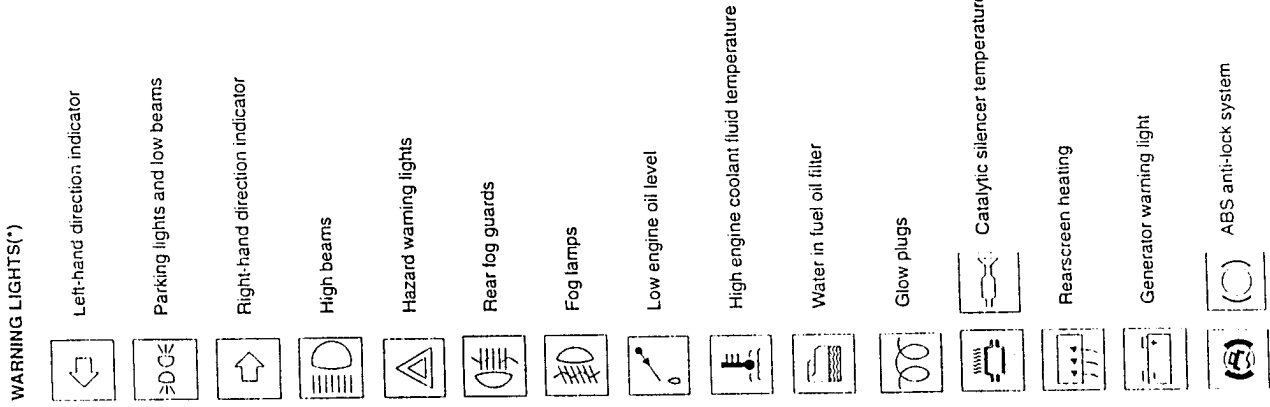 WARNING LIGHTS(*)
Left-hand direction indicator
Parking lights and low beams
Right-hand direction indicator
High beams
Hazard warning lights
Rear fog guards
Fog lamps
Low engine oil level
High engine coolant fluid temperature
Water in fuel oil filter
Glow plugs
Catalytic silencer temperature
Rearscreen heating
Generator warning light
ABS anti-lock system